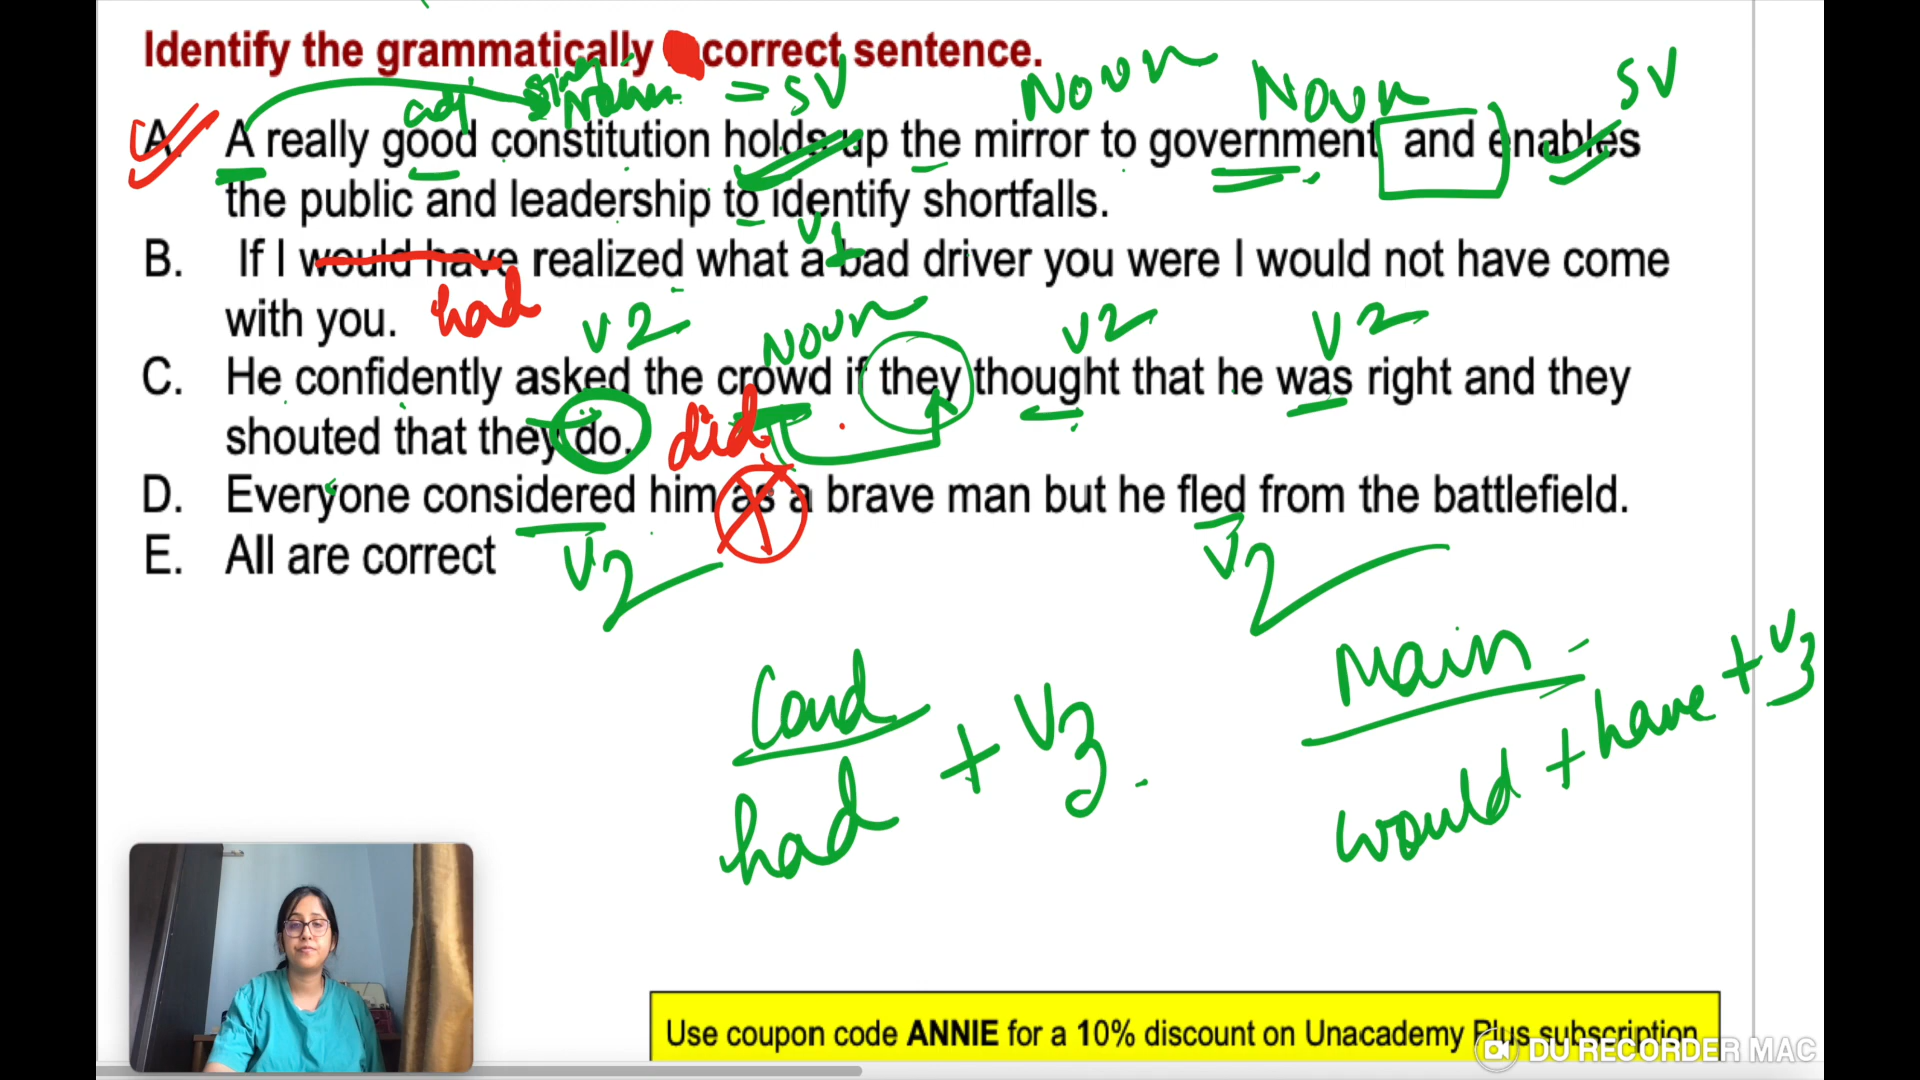 Identify the grammatically correct sentence.
adj sing Noun = SV Noun Noun SV
A. A really good constitution holds up the mirror to government and enables
the public and leadership to identify shortfalls.
V1
B. If I would have realized what a bad driver you were I would not have come
with you. had
V2 Noun V2 V2
C. He confidently asked the crowd if they thought that he was right and they
shouted that they do. did
D. Everyone considered him as a brave man but he fled from the battlefield.
E. All are correct
V2 V2
Cond Main -
had + V3 would + have + V3
Use coupon code ANNIE for a 10% discount on Unacademy Plus subscription
DU RECORDER MAC